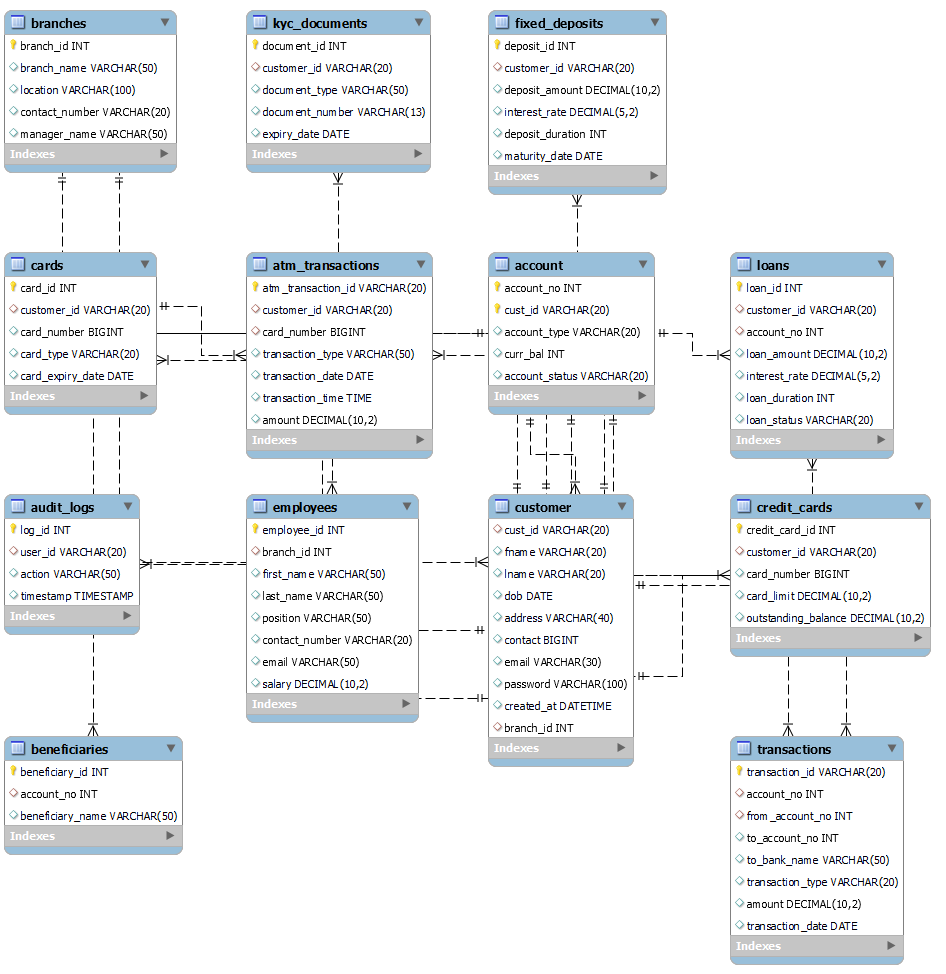 branches
branch_id INT
branch_name VARCHAR(50)
location VARCHAR(100)
contact_number VARCHAR(20)
manager_name VARCHAR(50)
Indexes
kyc_documents
document_id INT
customer_id VARCHAR(20)
document_type VARCHAR(50)
document_number VARCHAR(13)
expiry_date DATE
Indexes
fixed_deposits
deposit_id INT
customer_id VARCHAR(20)
deposit_amount DECIMAL(10,2)
interest_rate DECIMAL(5,2)
deposit_duration INT
maturity_date DATE
Indexes
cards
card_id INT
customer_id VARCHAR(20)
card_number BIGINT
card_type VARCHAR(20)
card_expiry_date DATE
Indexes
atm_transactions
atm_transaction_id VARCHAR(20)
customer_id VARCHAR(20)
card_number BIGINT
transaction_type VARCHAR(50)
transaction_date DATE
transaction_time TIME
amount DECIMAL(10,2)
Indexes
account
account_no INT
cust_id VARCHAR(20)
account_type VARCHAR(20)
curr_bal INT
account_status VARCHAR(20)
Indexes
loans
loan_id INT
customer_id VARCHAR(20)
account_no INT
loan_amount DECIMAL(10,2)
interest_rate DECIMAL(5,2)
loan_duration INT
loan_status VARCHAR(20)
Indexes
audit_logs
log_id INT
user_id VARCHAR(20)
action VARCHAR(50)
timestamp TIMESTAMP
Indexes
employees
employee_id INT
branch_id INT
first_name VARCHAR(50)
last_name VARCHAR(50)
position VARCHAR(50)
contact_number VARCHAR(20)
email VARCHAR(50)
salary DECIMAL(10,2)
Indexes
customer
cust_id VARCHAR(20)
fname VARCHAR(20)
lname VARCHAR(20)
dob DATE
address VARCHAR(40)
contact BIGINT
email VARCHAR(30)
password VARCHAR(100)
created_at DATETIME
branch_id INT
Indexes
credit_cards
credit_card_id INT
customer_id VARCHAR(20)
card_number BIGINT
card_limit DECIMAL(10,2)
outstanding_balance DECIMAL(10,2)
Indexes
beneficiaries
beneficiary_id INT
account_no INT
beneficiary_name VARCHAR(50)
Indexes
transactions
transaction_id VARCHAR(20)
account_no INT
from_account_no INT
to_account_no INT
to_bank_name VARCHAR(50)
transaction_type VARCHAR(20)
amount DECIMAL(10,2)
transaction_date DATE
Indexes